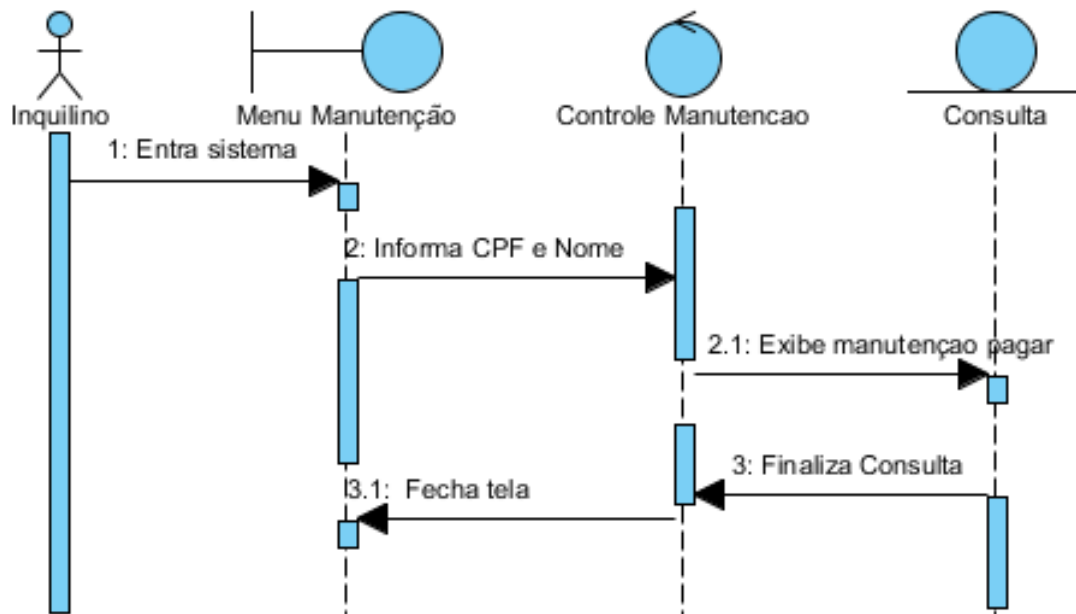 Inquilino
Menu Manutenção
Controle Manutencao
Consulta
1: Entra sistema
2: Informa CPF e Nome
2.1: Exibe manutençao pagar
3: Finaliza Consulta
3.1: Fecha tela